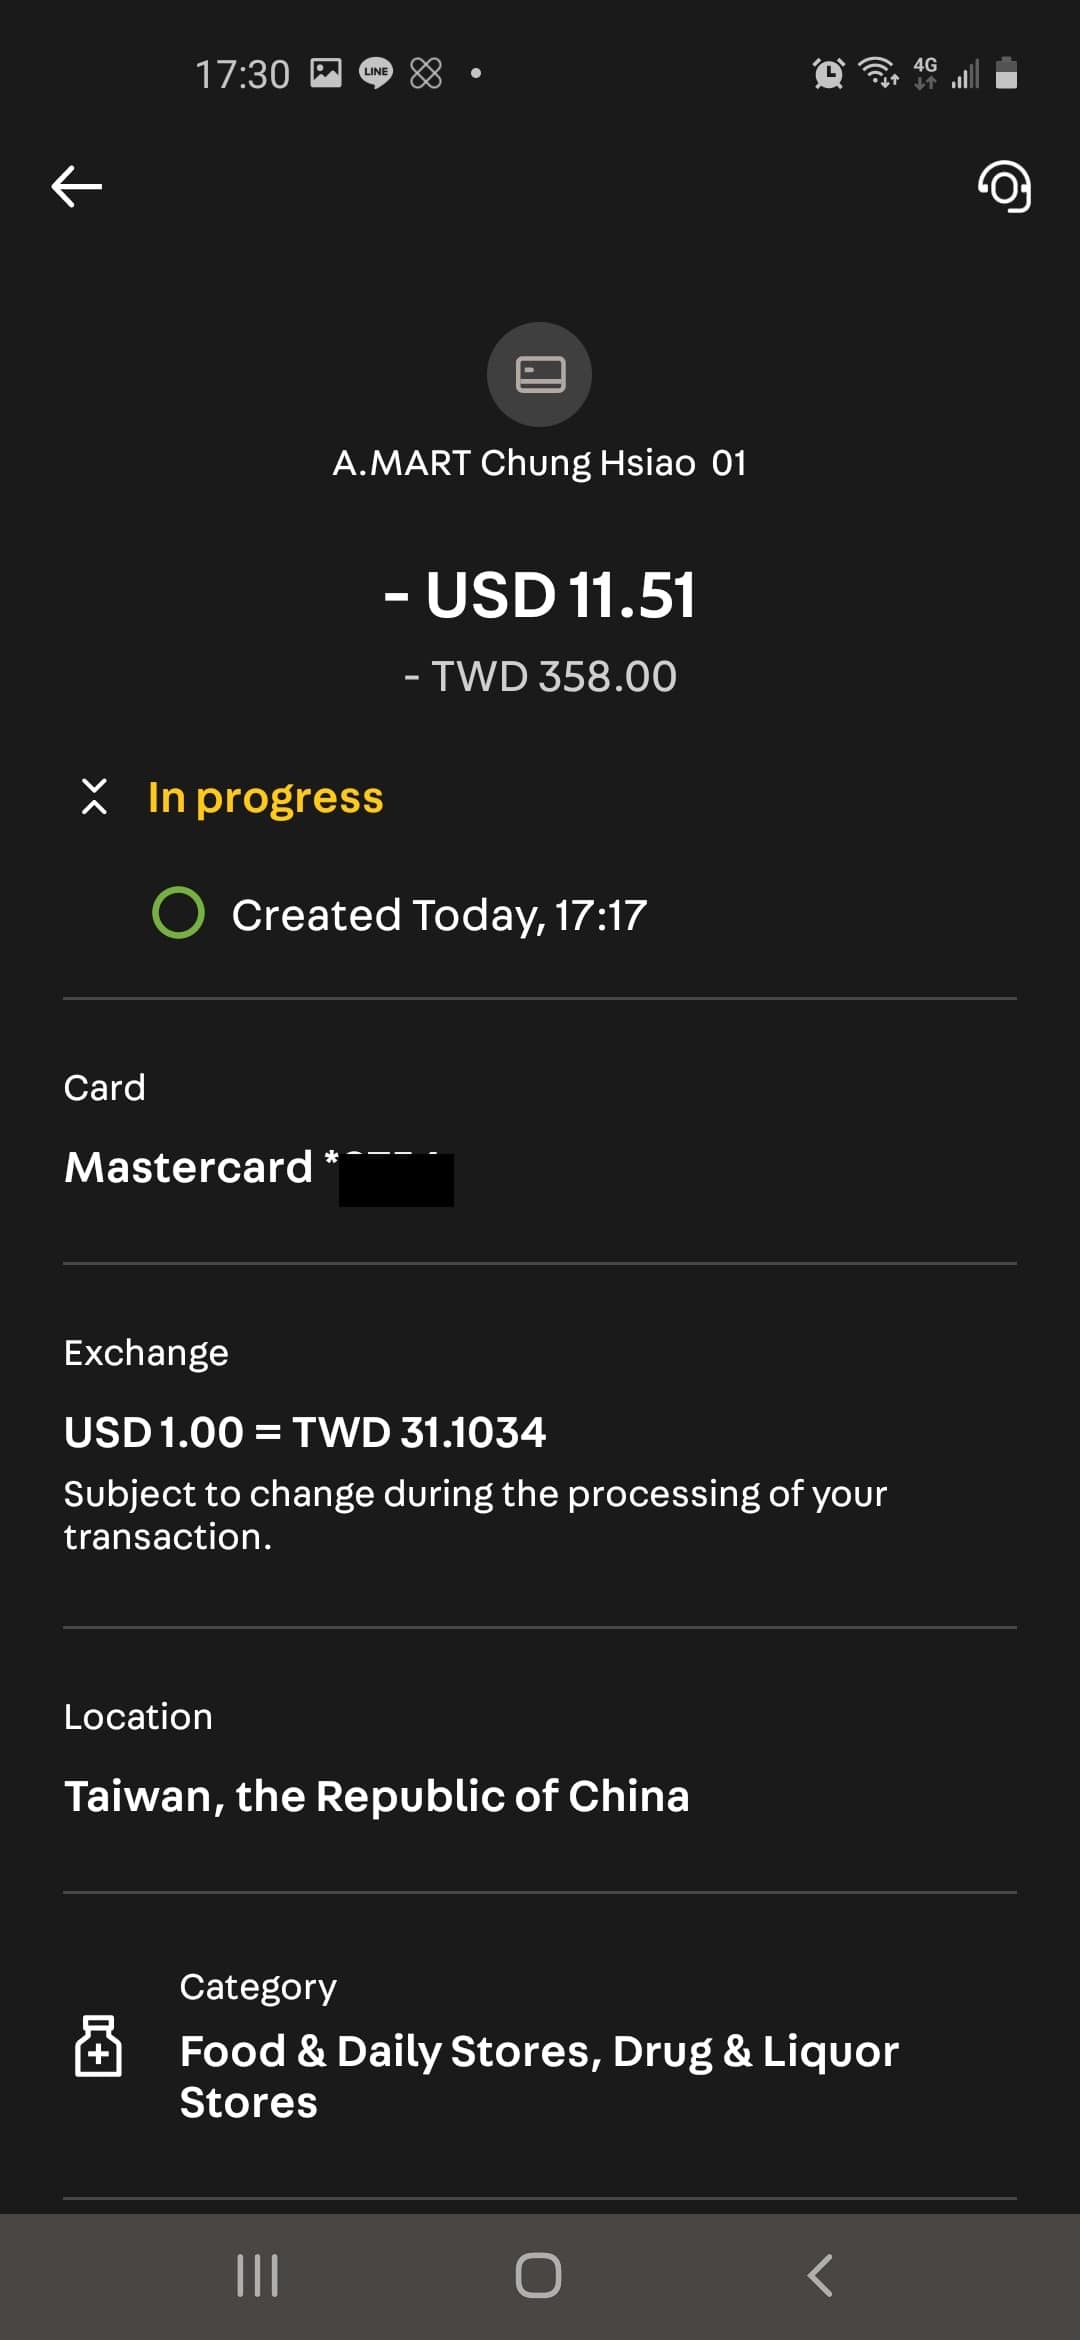 17:30
LINE
4G
A.MART Chung Hsiao 01
- USD 11.51
- TWD 358.00
In progress
Created Today, 17:17
Card
Mastercard *
Exchange
USD 1.00 = TWD 31.1034
Subject to change during the processing of your
transaction.
Location
Taiwan, the Republic of China
Category
Food & Daily Stores, Drug & Liquor
Stores